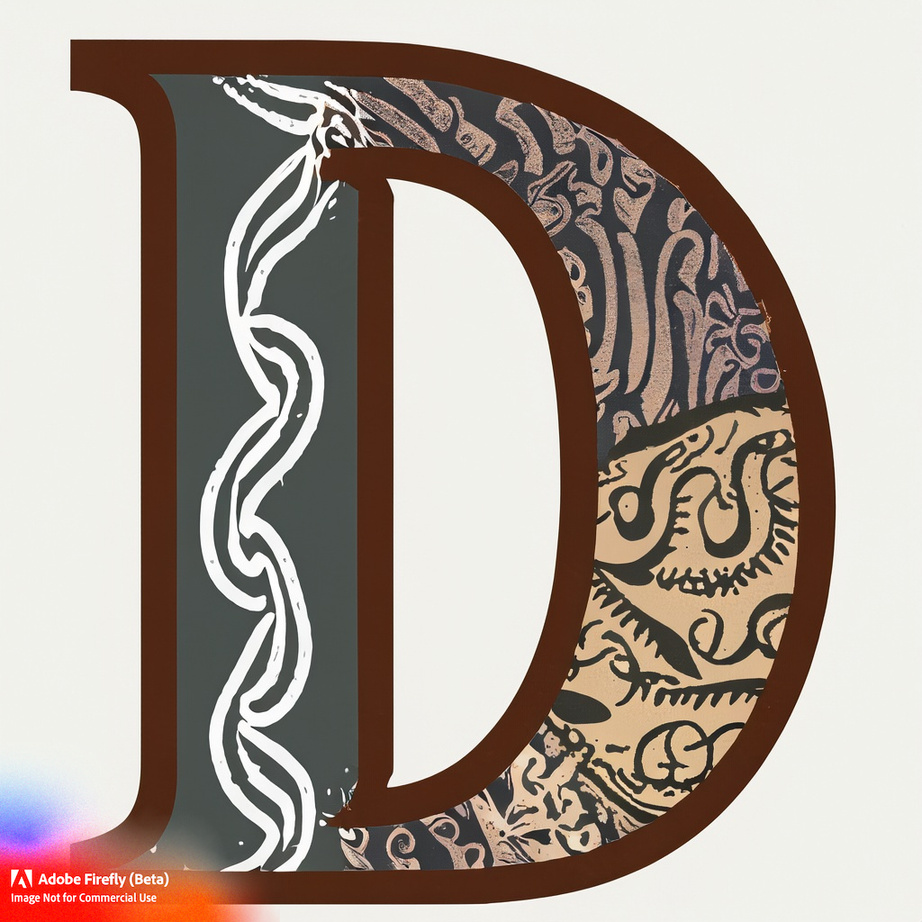 D
Adobe Firefly (Beta)
Image Not for Commercial Use